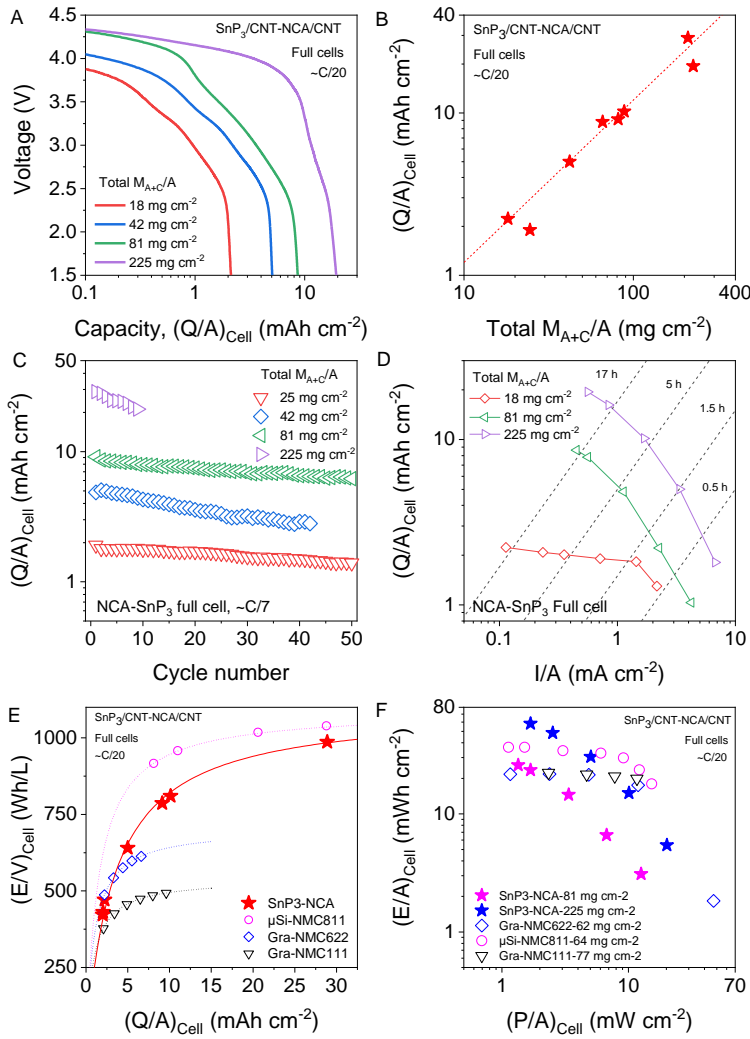 A
SnP3/CNT-NCA/CNT
Full cells
~C/20
4.5
4.0
3.5
3.0
2.5
2.0
1.5
Voltage (V)
Total M_A+C/A
18 mg cm-2
42 mg cm-2
81 mg cm-2
225 mg cm-2
0.1
1
10
Capacity, (Q/A)Cell (mAh cm-2)
B
SnP3/CNT-NCA/CNT
Full cells
~C/20
40
10
1
(Q/A)Cell (mAh cm-2)
10
100
400
Total M_A+C/A (mg cm-2)
C
50
10
1
(Q/A)Cell (mAh cm-2)
Total M_A+C/A
25 mg cm-2
42 mg cm-2
81 mg cm-2
225 mg cm-2
NCA-SnP3 full cell, ~C/7
0
10
20
30
40
50
Cycle number
D
Total M_A+C/A
18 mg cm-2
81 mg cm-2
225 mg cm-2
17 h
5 h
1.5 h
0.5 h
10
1
(Q/A)Cell (mAh cm-2)
NCA-SnP3 Full cell
0.1
1
10
I/A (mA cm-2)
E
SnP3/CNT-NCA/CNT
Full cells
~C/20
1000
750
500
250
(E/V)Cell (Wh/L)
SnP3-NCA
µSi-NMC811
Gra-NMC622
Gra-NMC111
0
5
10
15
20
25
30
(Q/A)Cell (mAh cm-2)
F
SnP3/CNT-NCA/CNT
Full cells
~C/20
80
10
1
(E/A)Cell (mWh cm-2)
SnP3-NCA-81 mg cm-2
SnP3-NCA-225 mg cm-2
Gra-NMC622-62 mg cm-2
µSi-NMC811-64 mg cm-2
Gra-NMC111-77 mg cm-2
1
10
70
(P/A)Cell (mW cm-2)